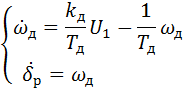 ω̇д = kд/Tд U₁ − 1/Tд ωд
δ̇р = ωд